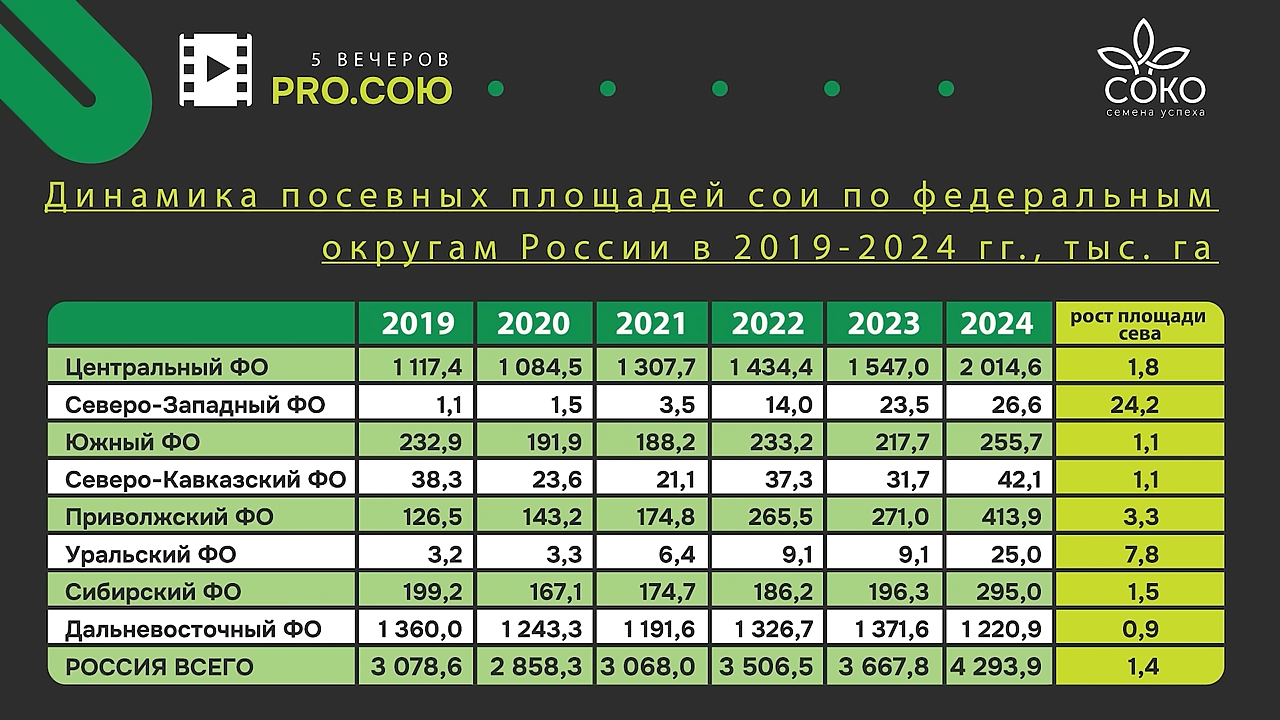 5 ВЕЧЕРОВ
PRO.СОЮ
СОКО
семена успеха
Динамика посевных площадей сои по федеральным
округам России в 2019-2024 гг., тыс. га
2019 2020 2021 2022 2023 2024 рост площади сева
Центральный ФО 1 117,4 1 084,5 1 307,7 1 434,4 1 547,0 2 014,6 1,8
Северо-Западный ФО 1,1 1,5 3,5 14,0 23,5 26,6 24,2
Южный ФО 232,9 191,9 188,2 233,2 217,7 255,7 1,1
Северо-Кавказский ФО 38,3 23,6 21,1 37,3 31,7 42,1 1,1
Приволжский ФО 126,5 143,2 174,8 265,5 271,0 413,9 3,3
Уральский ФО 3,2 3,3 6,4 9,1 9,1 25,0 7,8
Сибирский ФО 199,2 167,1 174,7 186,2 196,3 295,0 1,5
Дальневосточный ФО 1 360,0 1 243,3 1 191,6 1 326,7 1 371,6 1 220,9 0,9
РОССИЯ ВСЕГО 3 078,6 2 858,3 3 068,0 3 506,5 3 667,8 4 293,9 1,4